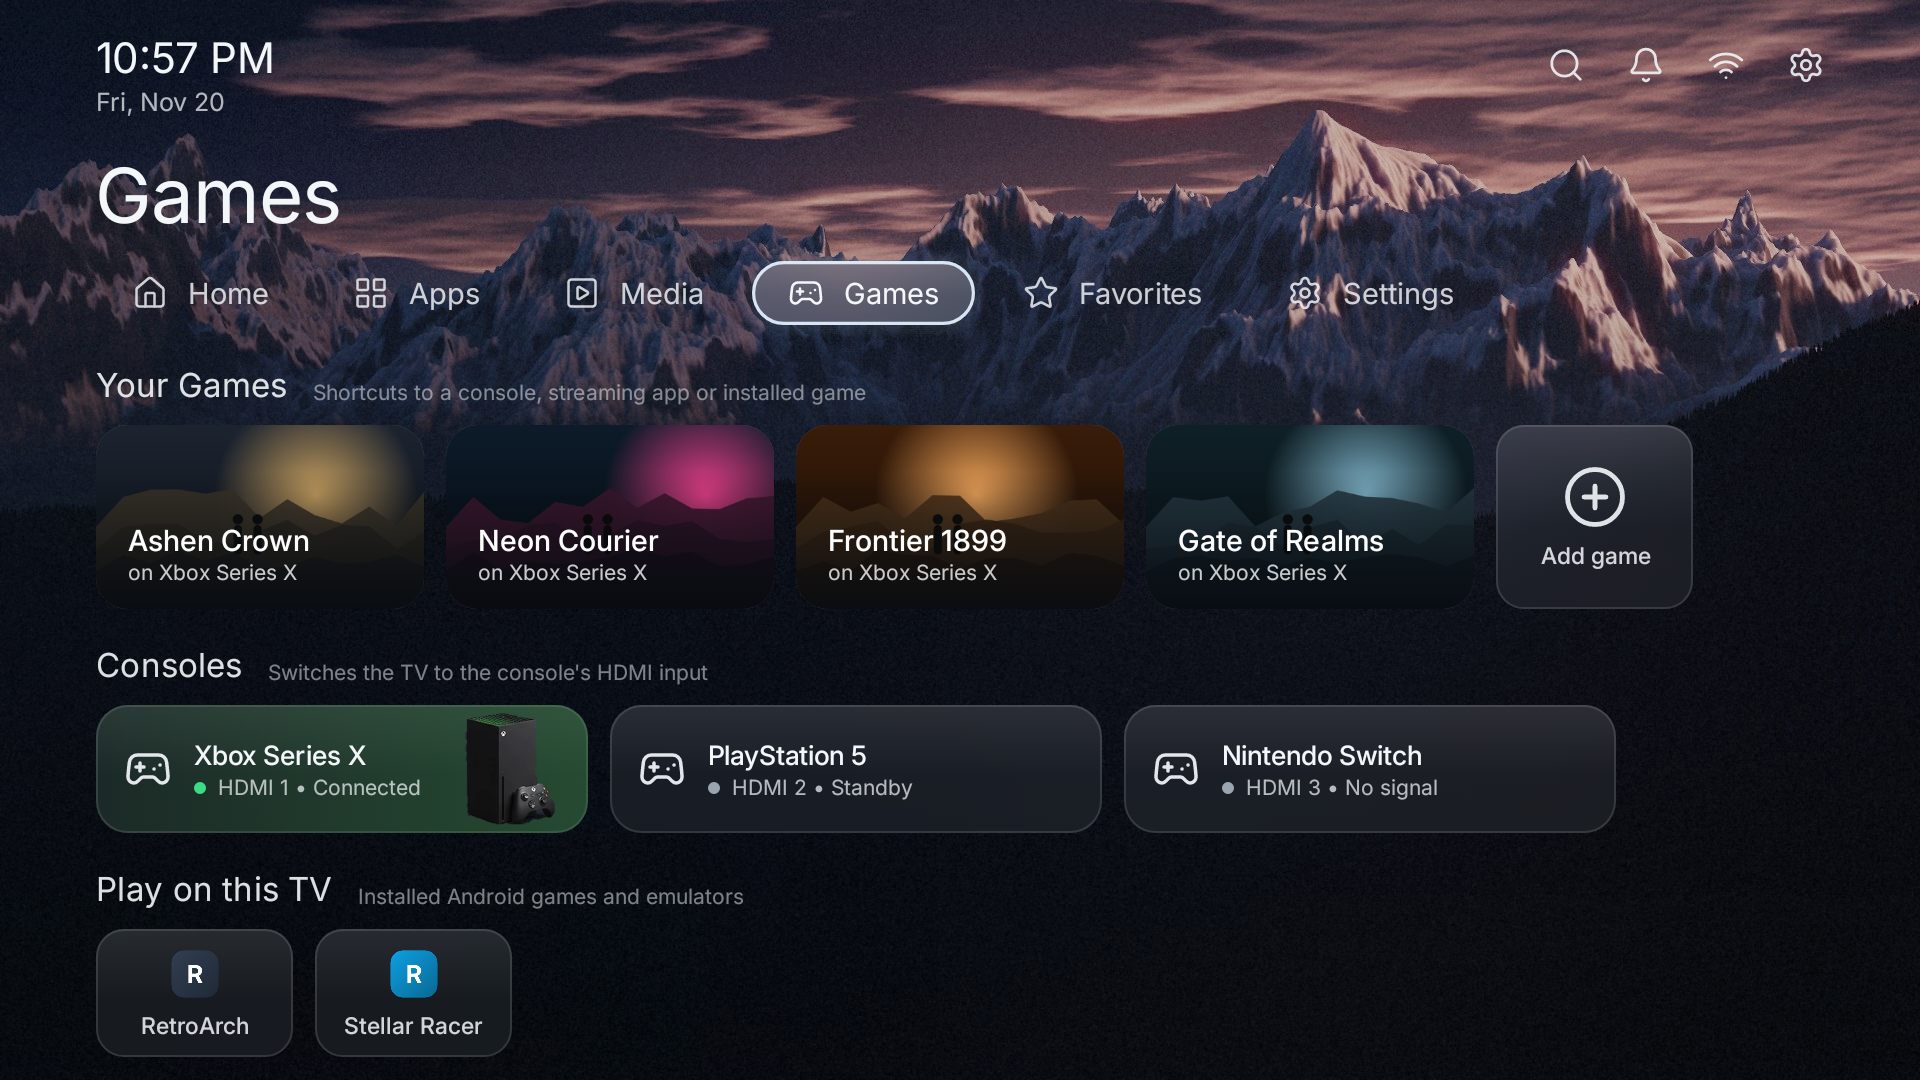 10:57 PM
Fri, Nov 20
Games
Home
Apps
Media
Games
Favorites
Settings
Your Games
Shortcuts to a console, streaming app or installed game
Ashen Crown
on Xbox Series X
Neon Courier
on Xbox Series X
Frontier 1899
on Xbox Series X
Gate of Realms
on Xbox Series X
Add game
Consoles
Switches the TV to the console's HDMI input
Xbox Series X
HDMI 1 • Connected
PlayStation 5
HDMI 2 • Standby
Nintendo Switch
HDMI 3 • No signal
Play on this TV
Installed Android games and emulators
R
RetroArch
R
Stellar Racer